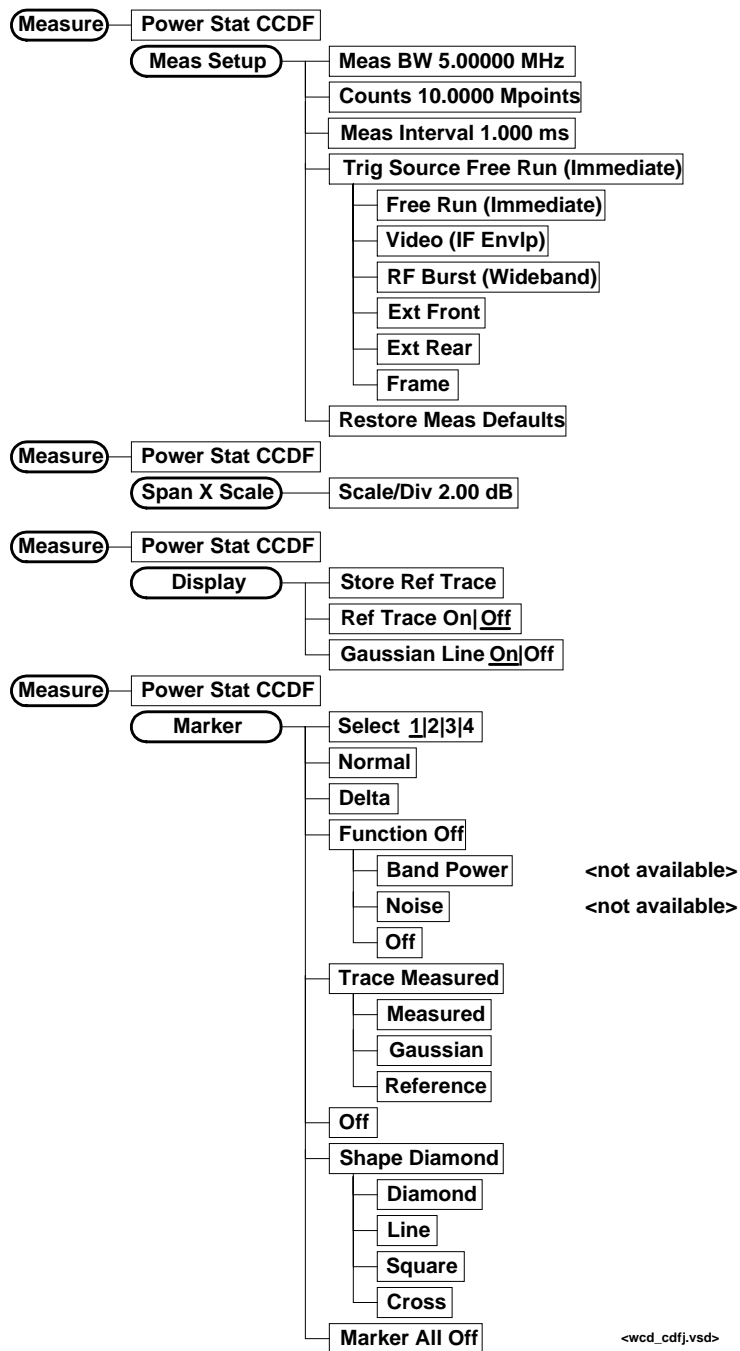 Measure Power Stat CCDF
Meas Setup Meas BW 5.00000 MHz
Counts 10.0000 Mpoints
Meas Interval 1.000 ms
Trig Source Free Run (Immediate)
Free Run (Immediate)
Video (IF Envlp)
RF Burst (Wideband)
Ext Front
Ext Rear
Frame
Restore Meas Defaults
Measure Power Stat CCDF
Span X Scale Scale/Div 2.00 dB
Measure Power Stat CCDF
Display Store Ref Trace
Ref Trace On|Off
Gaussian Line On|Off
Measure Power Stat CCDF
Marker Select 1|2|3|4
Normal
Delta
Function Off
Band Power <not available>
Noise <not available>
Off
Trace Measured
Measured
Gaussian
Reference
Off
Shape Diamond
Diamond
Line
Square
Cross
Marker All Off <wcd_cdfj.vsd>